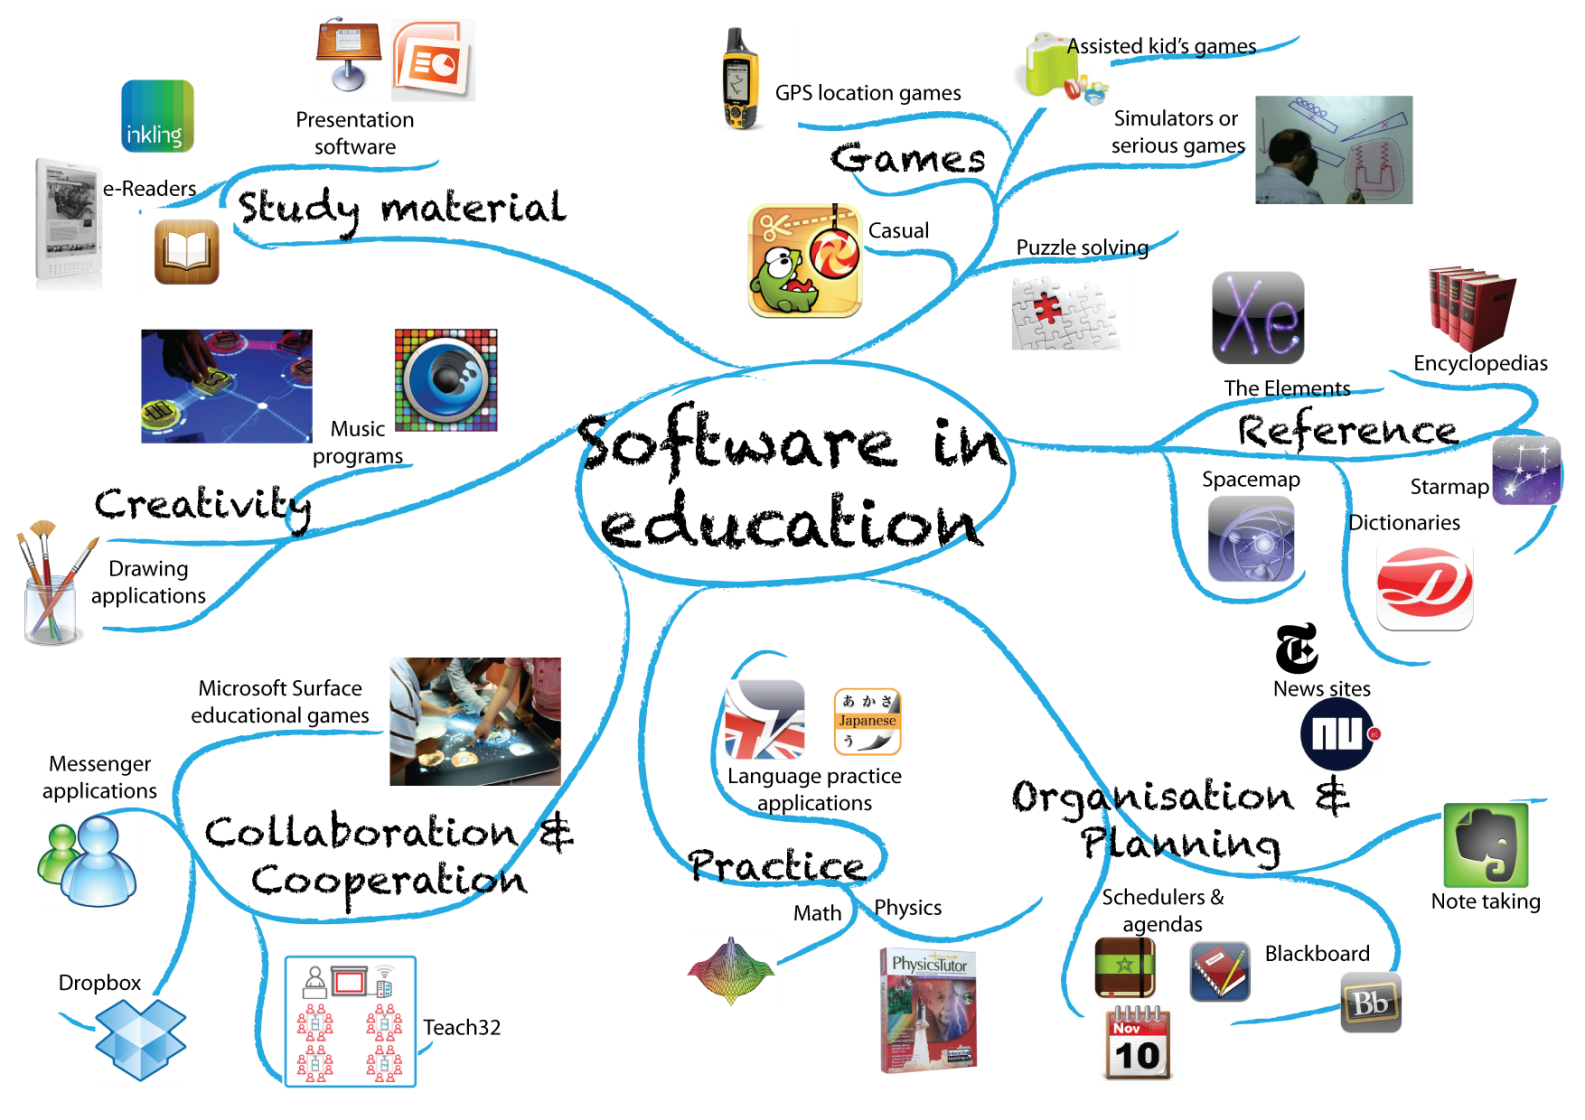 Software in
education
Study material
Presentation
software
e-Readers
inkling
Games
GPS location games
Assisted kid's games
Simulators or
serious games
Casual
Puzzle solving
Reference
Xe
The Elements
Encyclopedias
Spacemap
Starmap
Dictionaries
D
T
News sites
NU
Organisation &
Planning
Note taking
Schedulers &
agendas
Blackboard
Bb
Nov
10
Practice
Language practice
applications
あかさ
Japanese
う
Math
Physics
PhysicsTutor
Collaboration &
Cooperation
Microsoft Surface
educational games
Messenger
applications
Dropbox
Teach32
Creativity
Music
programs
Drawing
applications